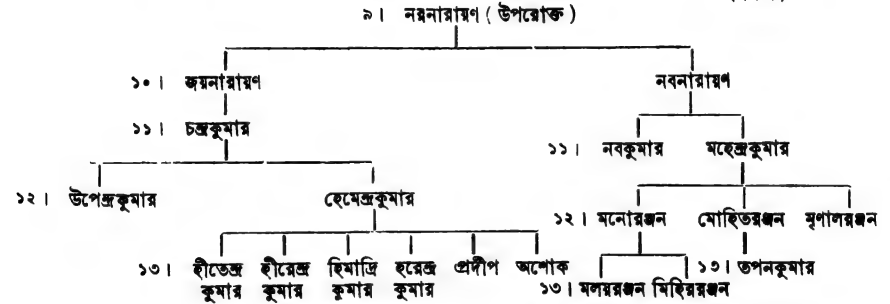 ৯। নয়নারায়ণ ( উপরোক্ত )
১০। জয়নারায়ণ নবনারায়ণ
১১। চন্দ্রকুমার
১১। নবকুমার মহেন্দ্রকুমার
১২। উপেন্দ্রকুমার হেমেন্দ্রকুমার
১২। মনোরঞ্জন মোহিতরঞ্জন মৃণালরঞ্জন
১৩। হীতেন্দ্র হীরেন্দ্র হিমাদ্রি হরেন্দ্র প্রদীপ অশোক
১৩। তপনকুমার
কুমার কুমার কুমার কুমার
১৩। মলয়রঞ্জন মিহিররঞ্জন